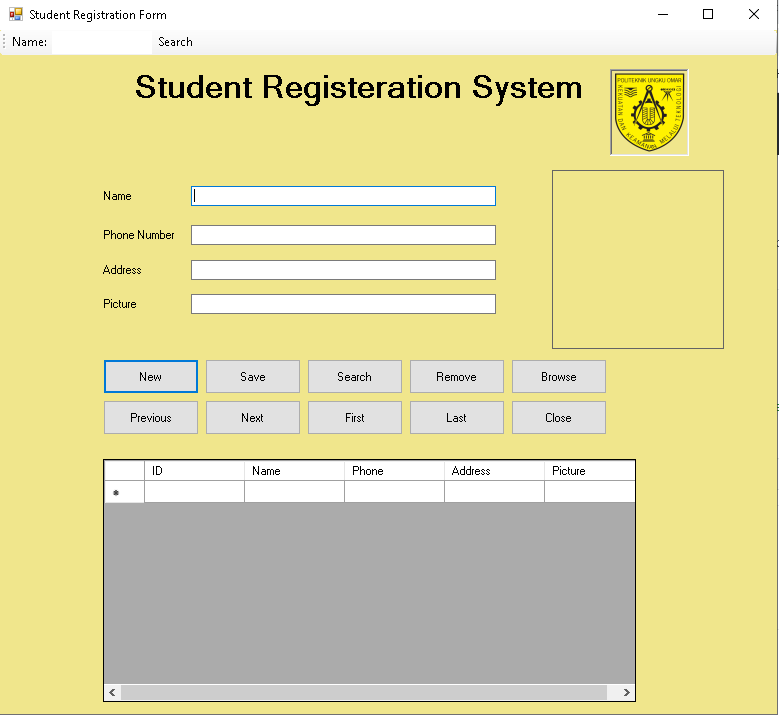 Student Registration Form
Name: Search
Student Registeration System
POLITEKNIK UNGKU OMAR
KEKUATAN DAN KEAMANAN MELALUI TEKNOLOGI
Name
Phone Number
Address
Picture
New Save Search Remove Browse
Previous Next First Last Close
ID Name Phone Address Picture